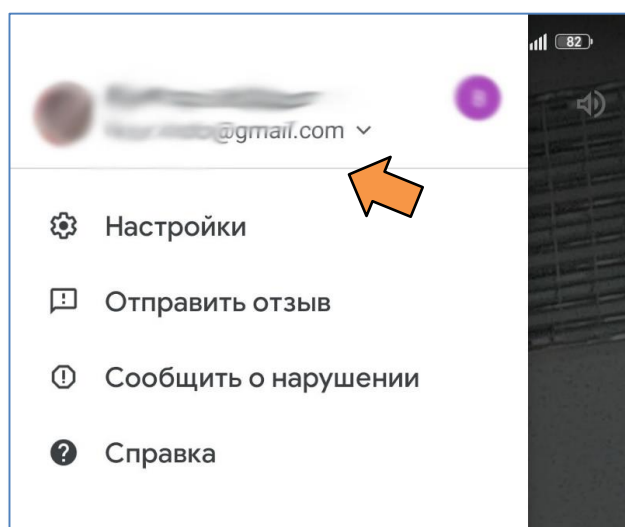 82
@gmail.com
Настройки
Отправить отзыв
Сообщить о нарушении
Справка